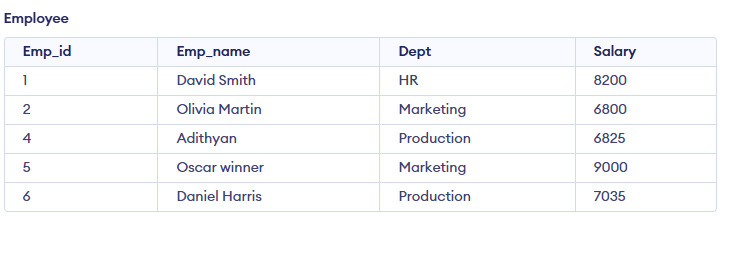 Employee
Emp_id Emp_name Dept Salary
1 David Smith HR 8200
2 Olivia Martin Marketing 6800
4 Adithyan Production 6825
5 Oscar winner Marketing 9000
6 Daniel Harris Production 7035